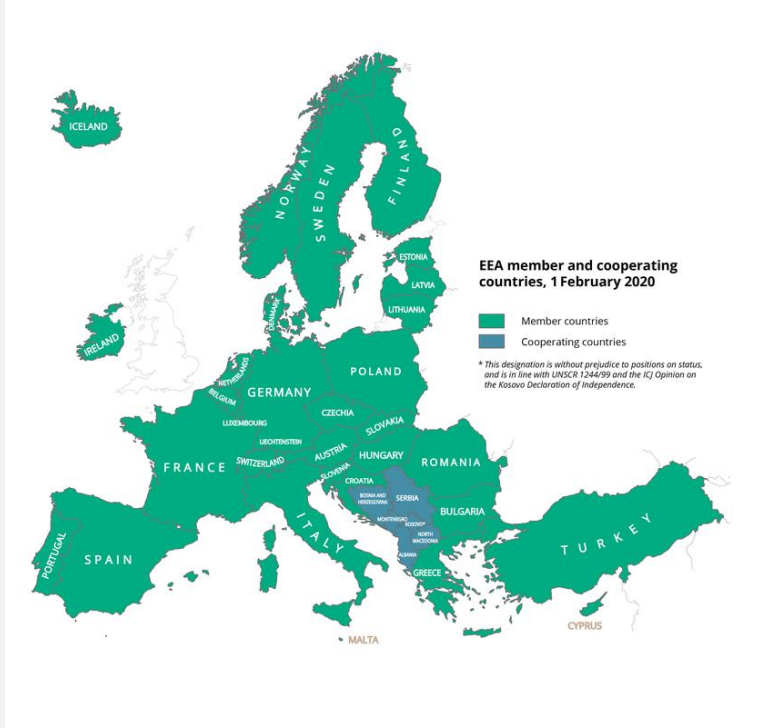 ICELAND
NORWAY
SWEDEN
FINLAND
EEA member and cooperating
countries, 1 February 2020
Member countries
Cooperating countries
* This designation is without prejudice to positions on status,
and is in line with UNSCR 1244/99 and the ICJ Opinion on
the Kosovo Declaration of Independence.
ESTONIA
LATVIA
LITHUANIA
DENMARK
IRELAND
NETHERLANDS
BELGIUM
GERMANY
POLAND
LUXEMBOURG
CZECHIA
SLOVAKIA
LIECHTENSTEIN
FRANCE
SWITZERLAND
AUSTRIA
HUNGARY
SLOVENIA
ROMANIA
CROATIA
BOSNIA AND
HERZEGOVINA
SERBIA
MONTENEGRO
KOSOVO*
BULGARIA
NORTH
MACEDONIA
ALBANIA
PORTUGAL
SPAIN
ITALY
GREECE
TURKEY
MALTA
CYPRUS